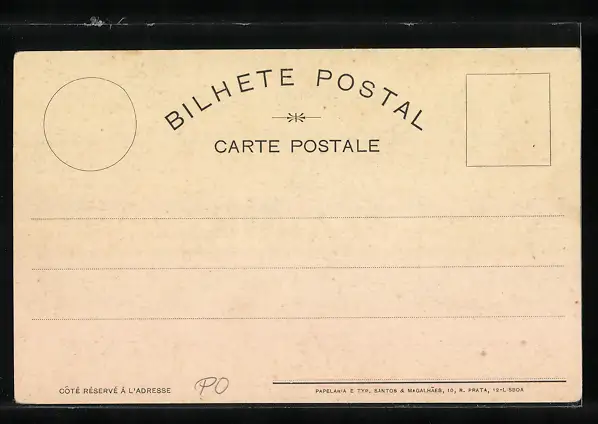 BILHETE POSTAL
CARTE POSTALE
CÔTÉ RÉSERVÉ À L'ADRESSE
PO
PAPELARIA E TYP. SANTOS & MAGALHÃES, 10, R. PRATA, 12-LISBOA